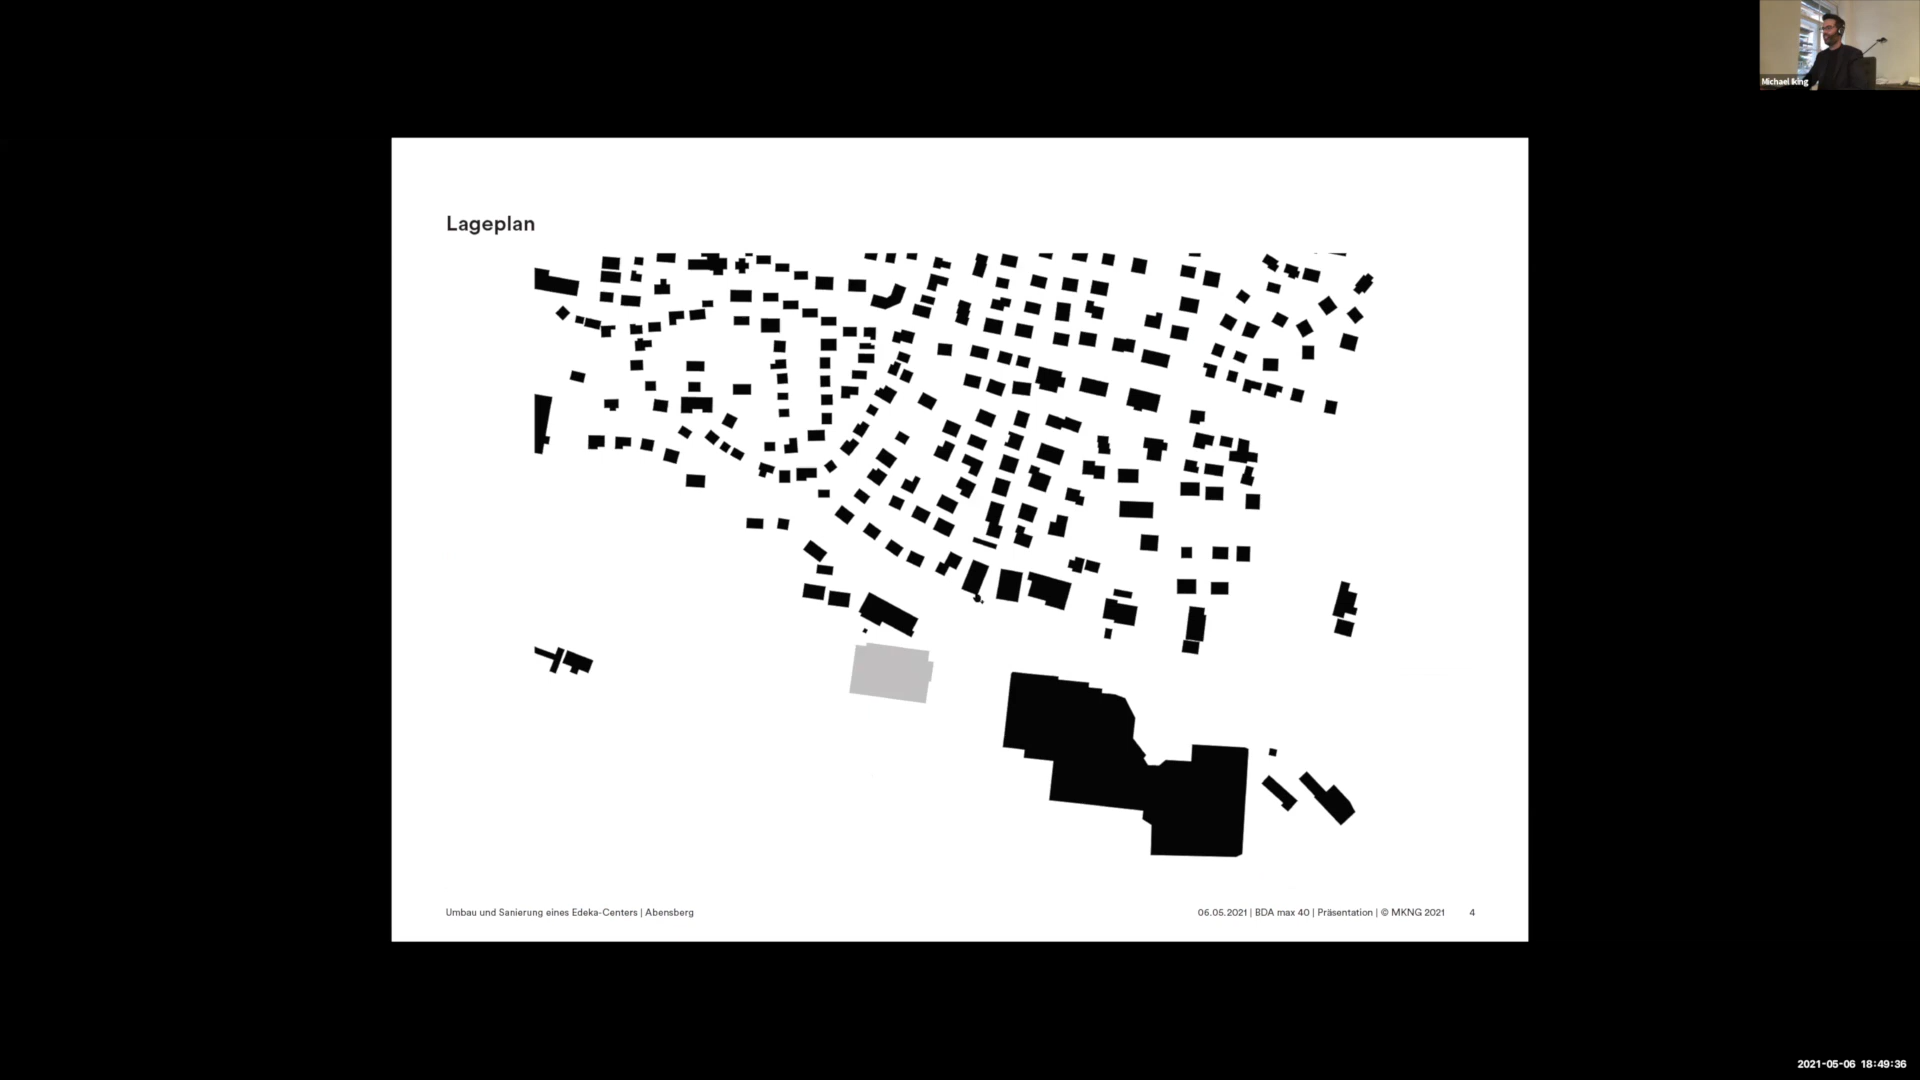 Michael Iking
Lageplan
Umbau und Sanierung eines Edeka-Centers | Abensberg
06.05.2021 | BDA max 40 | Präsentation | © MKNG 2021
4
2021-05-06 18:49:36